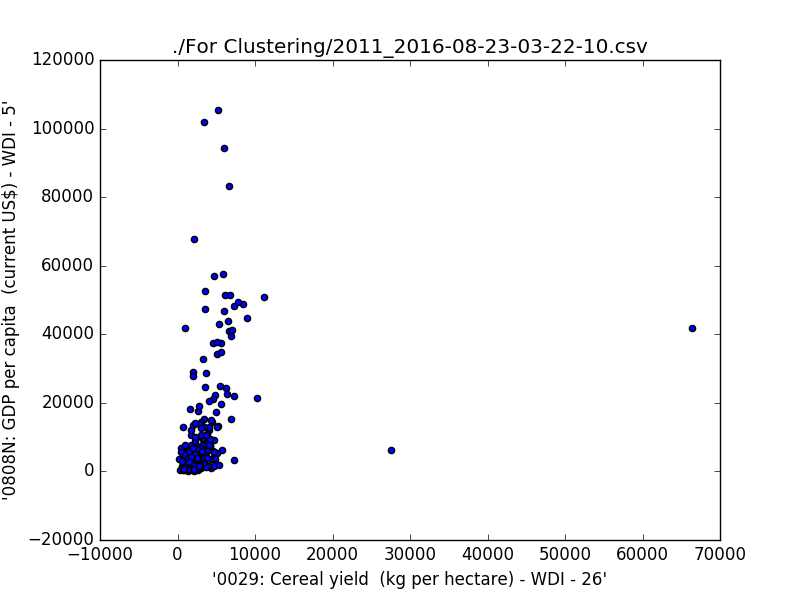 ./For Clustering/2011_2016-08-23-03-22-10.csv
120000
100000
80000
60000
40000
20000
0
−20000
'0808N: GDP per capita  (current US$) - WDI - 5'
−10000 0 10000 20000 30000 40000 50000 60000 70000
'0029: Cereal yield  (kg per hectare) - WDI - 26'